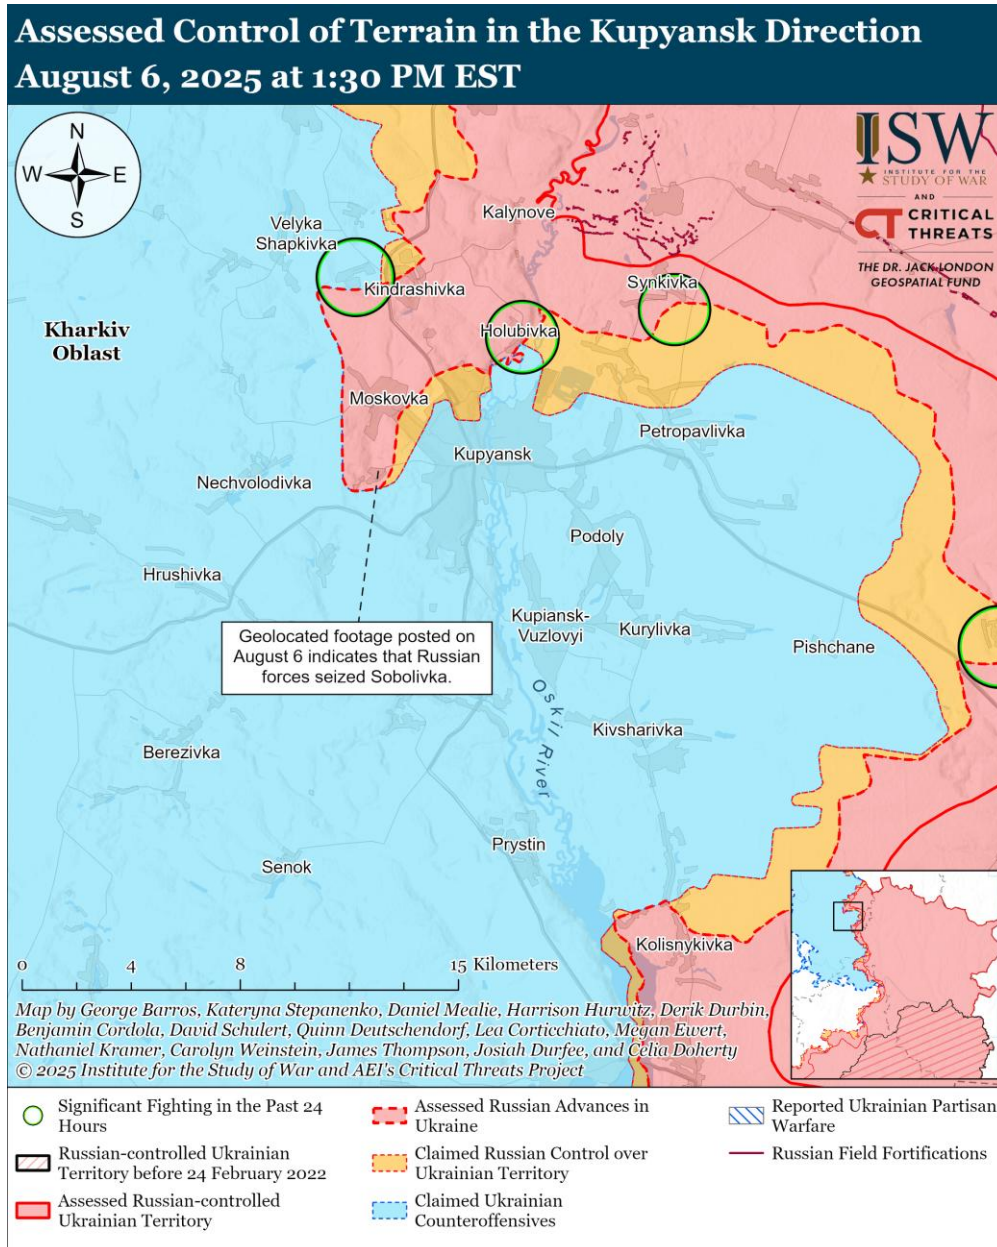 Assessed Control of Terrain in the Kupyansk Direction
August 6, 2025 at 1:30 PM EST
N
W
E
S
ISW
INSTITUTE FOR THE
STUDY OF WAR
AND
CT CRITICAL
THREATS
THE DR. JACK LONDON
GEOSPATIAL FUND
Velyka
Shapkivka
Kalynove
Kindrashivka
Synkivka
Kharkiv
Oblast
Holubivka
Moskovka
Petropavlivka
Kupyansk
Nechvolodivka
Podoly
Hrushivka
Kupiansk-
Vuzlovyi
Kurylivka
Pishchane
Geolocated footage posted on
August 6 indicates that Russian
forces seized Sobolivka.
Oskil River
Kivsharivka
Berezivka
Prystin
Senok
Kolisnykivka
0 4 8 15 Kilometers
Map by George Barros, Kateryna Stepanenko, Daniel Mealie, Harrison Hurwitz, Derik Durbin,
Benjamin Cordola, David Schulert, Quinn Deutschendorf, Lea Corticchiato, Megan Ewert,
Nathaniel Kramer, Carolyn Weinstein, James Thompson, Josiah Durfee, and Celia Doherty
© 2025 Institute for the Study of War and AEI's Critical Threats Project
Significant Fighting in the Past 24
Hours
Russian-controlled Ukrainian
Territory before 24 February 2022
Assessed Russian-controlled
Ukrainian Territory
Assessed Russian Advances in
Ukraine
Claimed Russian Control over
Ukrainian Territory
Claimed Ukrainian
Counteroffensives
Reported Ukrainian Partisan
Warfare
Russian Field Fortifications